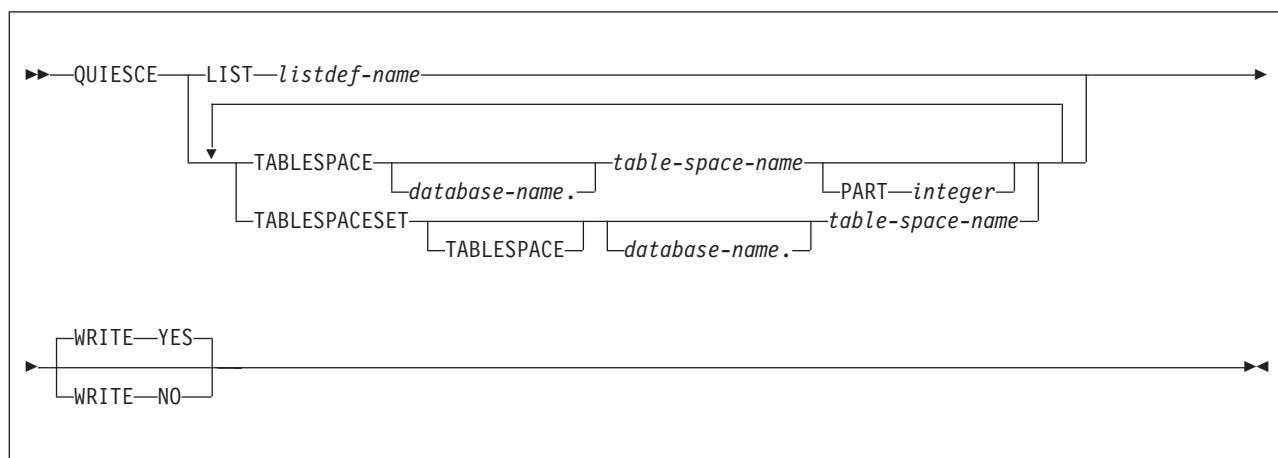 QUIESCE LIST listdef-name
TABLESPACE table-space-name
database-name. PART integer
TABLESPACESET table-space-name
TABLESPACE database-name.
WRITE YES
WRITE NO